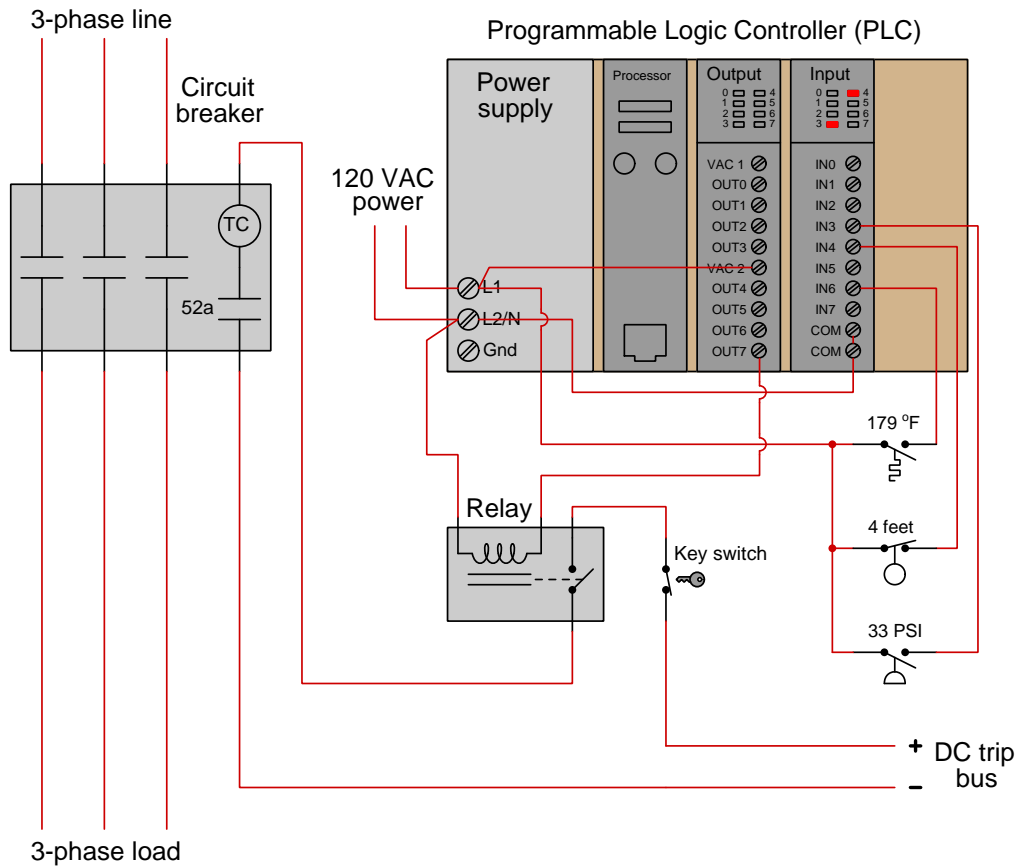 3-phase line
Programmable Logic Controller (PLC)
Circuit
breaker
Power
supply
Processor
Output
0 4
1 5
2 6
3 7
Input
0 4
1 5
2 6
3 7
120 VAC
power
VAC 1
OUT0
OUT1
OUT2
OUT3
VAC 2
OUT4
OUT5
OUT6
OUT7
IN0
IN1
IN2
IN3
IN4
IN5
IN6
IN7
COM
COM
L1
L2/N
Gnd
TC
52a
179 °F
Relay
4 feet
Key switch
33 PSI
+
-
DC trip
bus
3-phase load